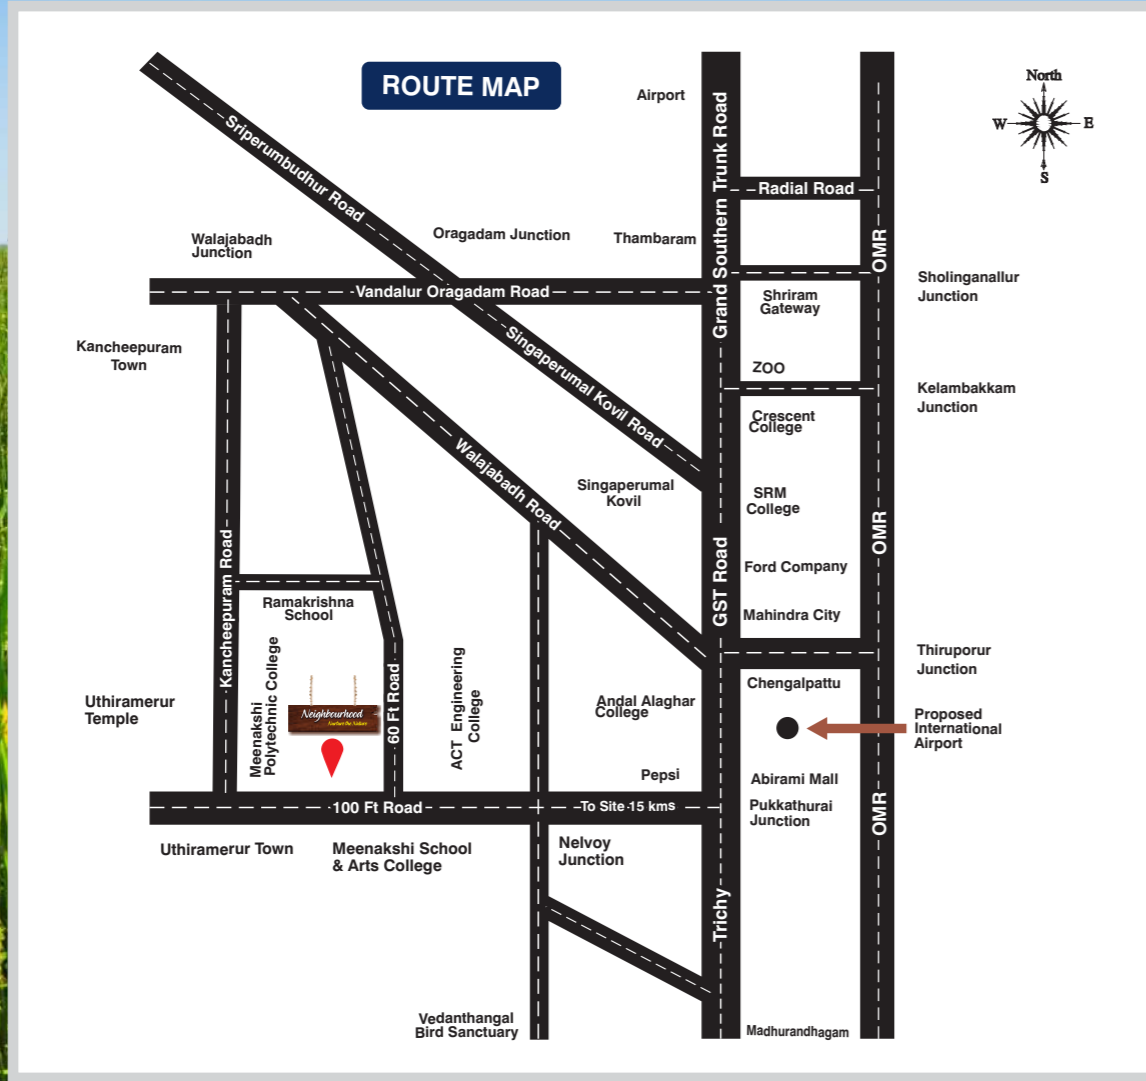 ROUTE MAP
North
W
E
S
Airport
Sriperumbudhur Road
Grand Southern Trunk Road
Radial Road
OMR
Walajabadh
Junction
Oragadam Junction
Thambaram
Sholinganallur
Junction
Vandalur Oragadam Road
Shriram
Gateway
Kancheepuram
Town
Singaperumal Kovil Road
ZOO
Kelambakkam
Junction
Crescent
College
Walajabadh Road
Singaperumal
Kovil
SRM
College
OMR
GST Road
Ford Company
Kancheepuram Road
Ramakrishna
School
Mahindra City
Thiruporur
Junction
Meenakshi
Polytechnic College
Neighbourhood
Nurture the Nature
60 Ft Road
ACT Engineering
College
Uthiramerur
Temple
Andal Alaghar
College
Chengalpattu
Proposed
International
Airport
Pepsi
Abirami Mall
100 Ft Road
To Site 15 kms
Pukkathurai
Junction
OMR
Uthiramerur Town
Meenakshi School
& Arts College
Nelvoy
Junction
Trichy
Vedanthangal
Bird Sanctuary
Madhurandhagam